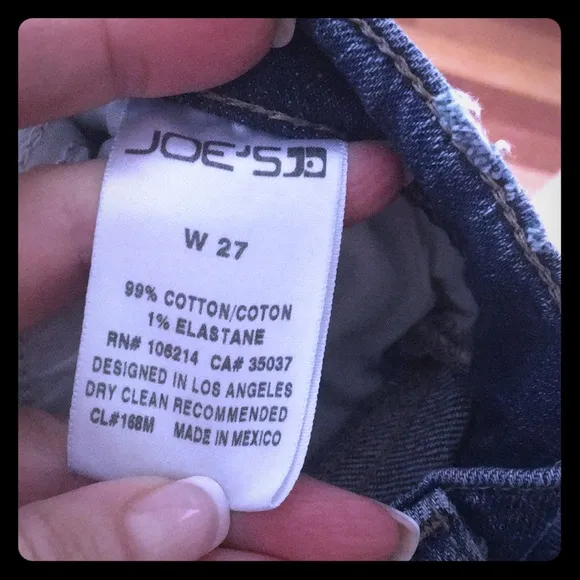 JOE'S
W 27
99% COTTON/COTON
1% ELASTANE
RN# 106214 CA# 35037
DESIGNED IN LOS ANGELES
DRY CLEAN RECOMMENDED
CL#168M MADE IN MEXICO